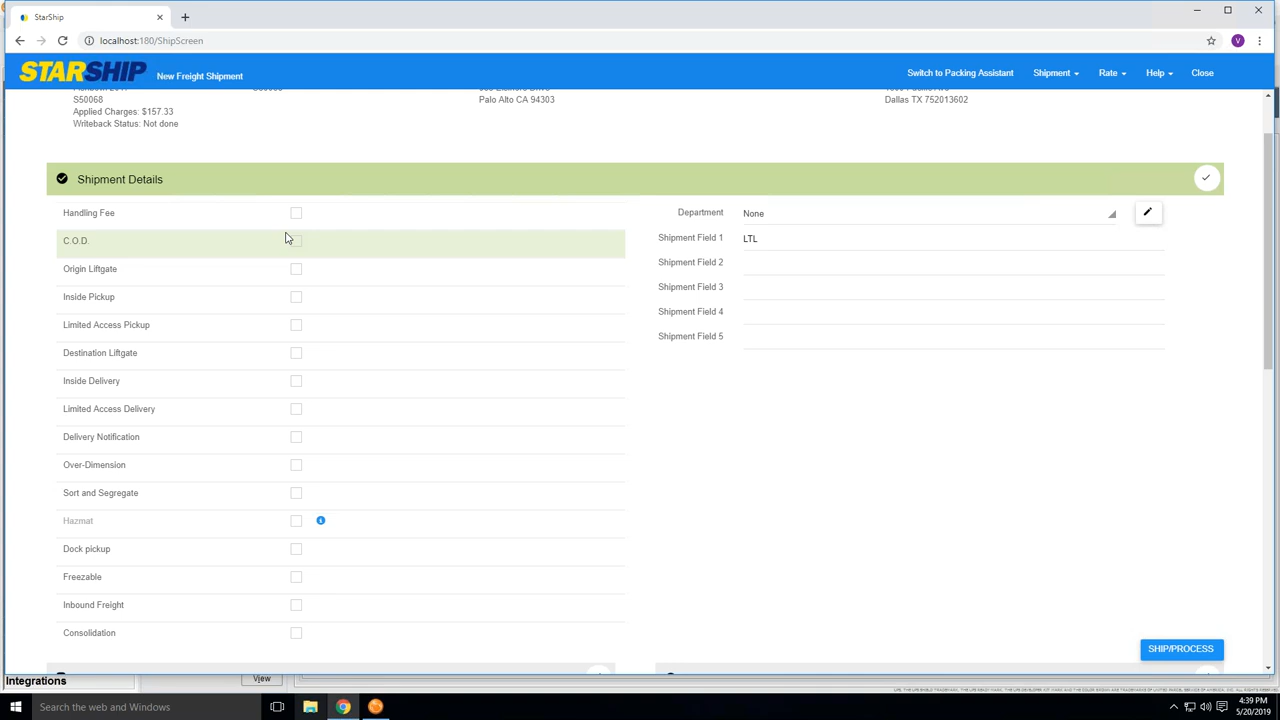 StarShip
localhost:180/ShipScreen
V
STARSHIP
New Freight Shipment
Switch to Packing Assistant
Shipment
Rate
Help
Close
S50068
Palo Alto CA 94303
Dallas TX 752013602
Applied Charges: $157.33
Writeback Status: Not done
Shipment Details
Handling Fee
C.O.D.
Origin Liftgate
Inside Pickup
Limited Access Pickup
Destination Liftgate
Inside Delivery
Limited Access Delivery
Delivery Notification
Over-Dimension
Sort and Segregate
Hazmat
Dock pickup
Freezable
Inbound Freight
Consolidation
Department None
Shipment Field 1 LTL
Shipment Field 2
Shipment Field 3
Shipment Field 4
Shipment Field 5
SHIP/PROCESS
Integrations
View
Search the web and Windows
4:39 PM
5/20/2019